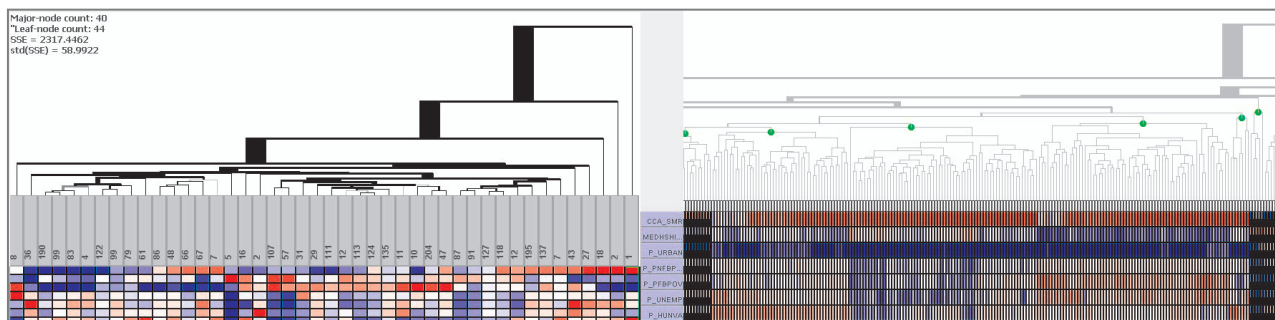 Major-node count: 40
"Leaf-node count: 44
SSE = 2317.4462
std(SSE) = 58.9922
8 36 190 99 83 4 122 99 79 61 86 48 66 67 7 5 16 2 107 57 31 29 111 12 113 124 135 11 10 204 47 87 91 127 118 12 195 137 7 43 27 18 2 1
CCA_SMR
MEDHSHI...
P_URBAN
P_PNFBP...
P_PFBPOV
P_UNEMP
P_HUNVA